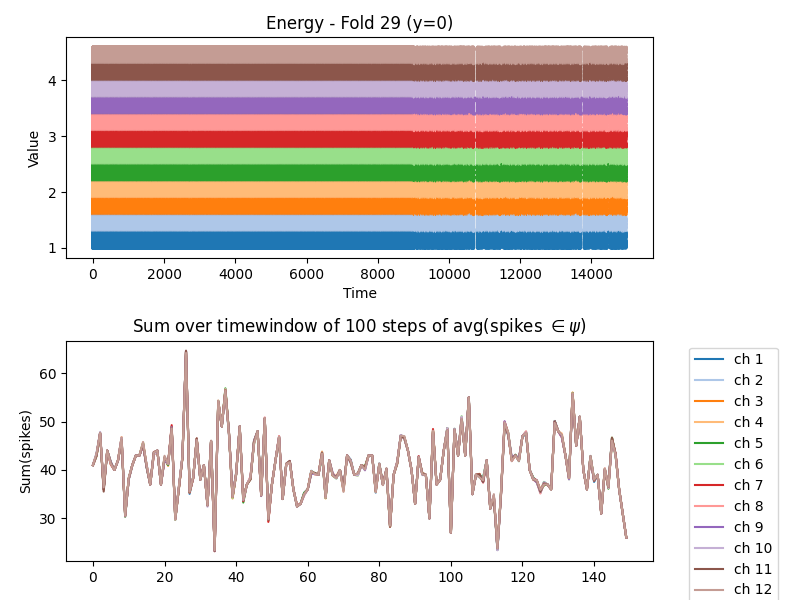 Energy - Fold 29 (y=0)
Value
4
3
2
1
0 2000 4000 6000 8000 10000 12000 14000
Time
Sum over timewindow of 100 steps of avg(spikes ∈ψ)
Sum(spikes)
60
50
40
30
0 20 40 60 80 100 120 140
ch 1
ch 2
ch 3
ch 4
ch 5
ch 6
ch 7
ch 8
ch 9
ch 10
ch 11
ch 12